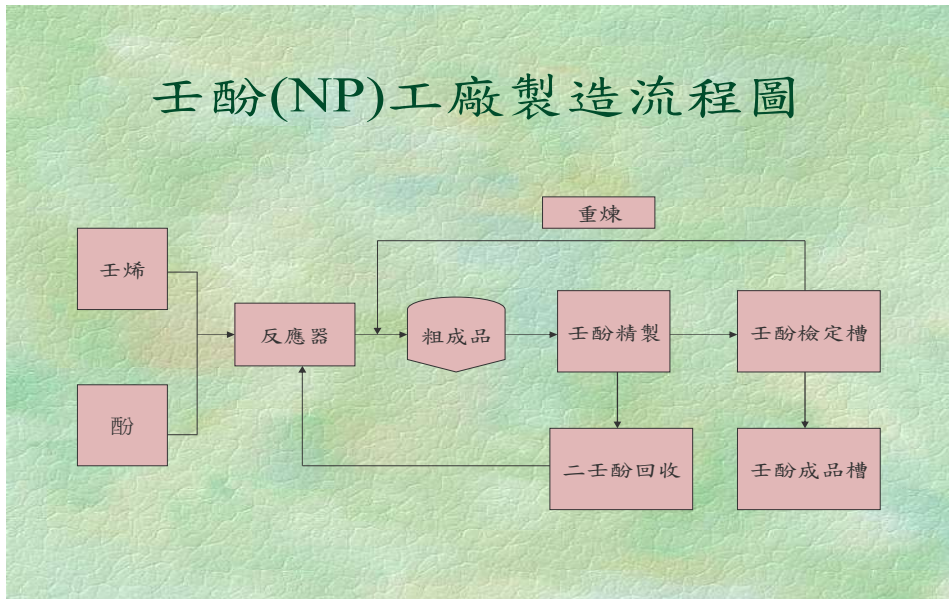 壬酚(NP)工廠製造流程圖
重煉
壬烯
反應器
粗成品
壬酚精製
壬酚檢定槽
酚
二壬酚回收
壬酚成品槽